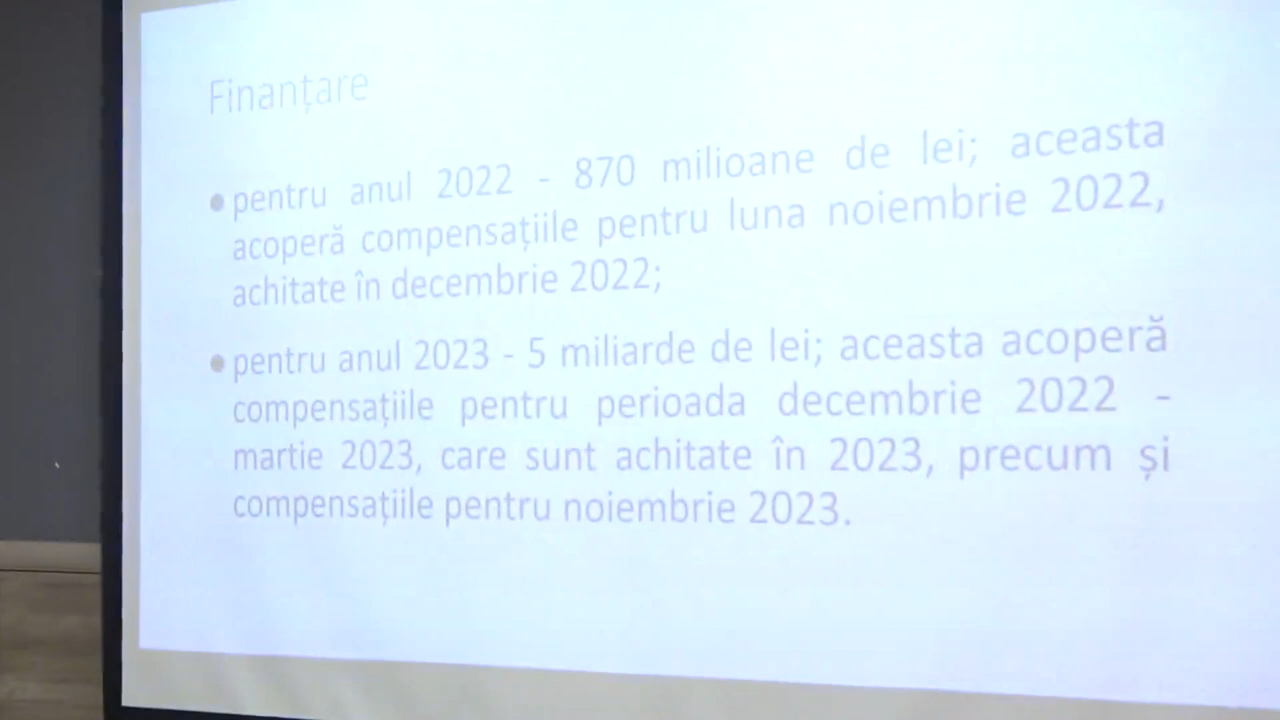 Finanțare
• pentru anul 2022 - 870 milioane de lei; aceasta
acoperă compensațiile pentru luna noiembrie 2022,
achitate în decembrie 2022;
• pentru anul 2023 - 5 miliarde de lei; aceasta acoperă
compensațiile pentru perioada decembrie 2022 -
martie 2023, care sunt achitate în 2023, precum și
compensațiile pentru noiembrie 2023.